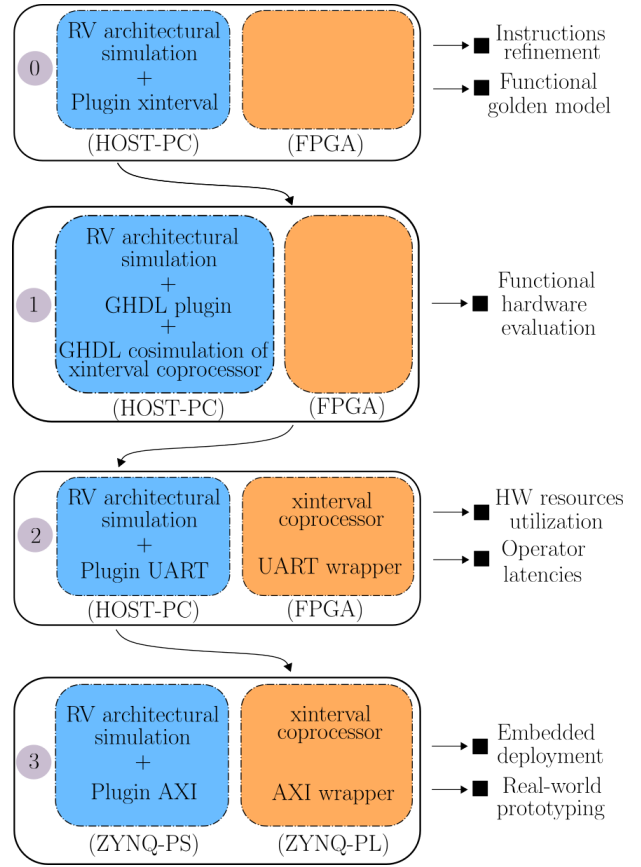 0
RV architectural
simulation
+
Plugin xinterval
(HOST-PC)
(FPGA)
Instructions
refinement
Functional
golden model
1
RV architectural
simulation
+
GHDL plugin
+
GHDL cosimulation of
xinterval coprocessor
(HOST-PC)
(FPGA)
Functional
hardware
evaluation
2
RV architectural
simulation
+
Plugin UART
(HOST-PC)
xinterval
coprocessor
UART wrapper
(FPGA)
HW resources
utilization
Operator
latencies
3
RV architectural
simulation
+
Plugin AXI
(ZYNQ-PS)
xinterval
coprocessor
AXI wrapper
(ZYNQ-PL)
Embedded
deployment
Real-world
prototyping